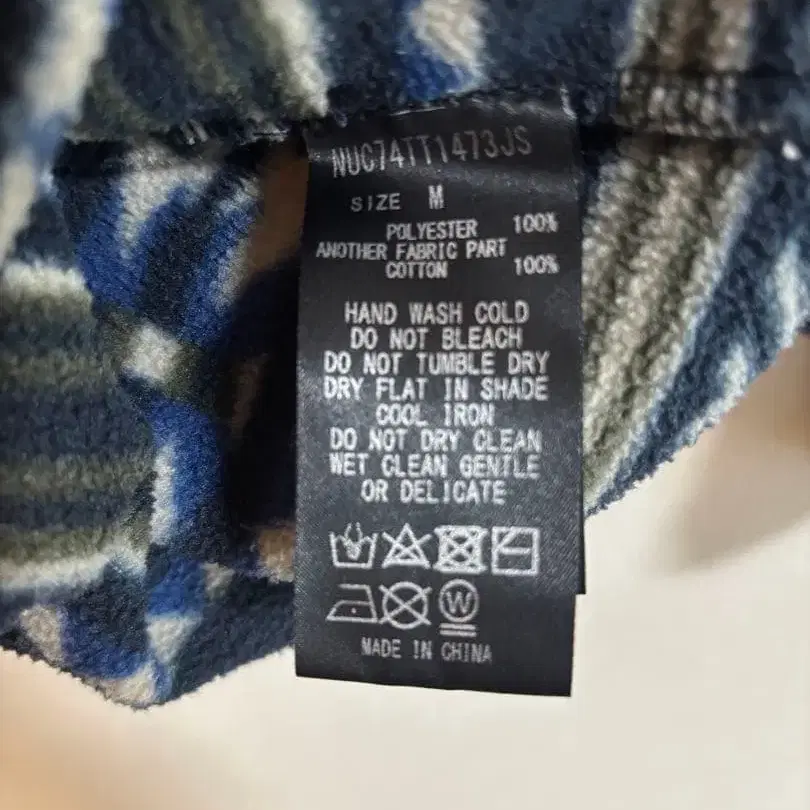 NUC74TT1473JS
SIZE M
POLYESTER 100%
ANOTHER FABRIC PART
COTTON 100%
HAND WASH COLD
DO NOT BLEACH
DO NOT TUMBLE DRY
DRY FLAT IN SHADE
COOL IRON
DO NOT DRY CLEAN
WET CLEAN GENTLE
OR DELICATE
W
MADE IN CHINA